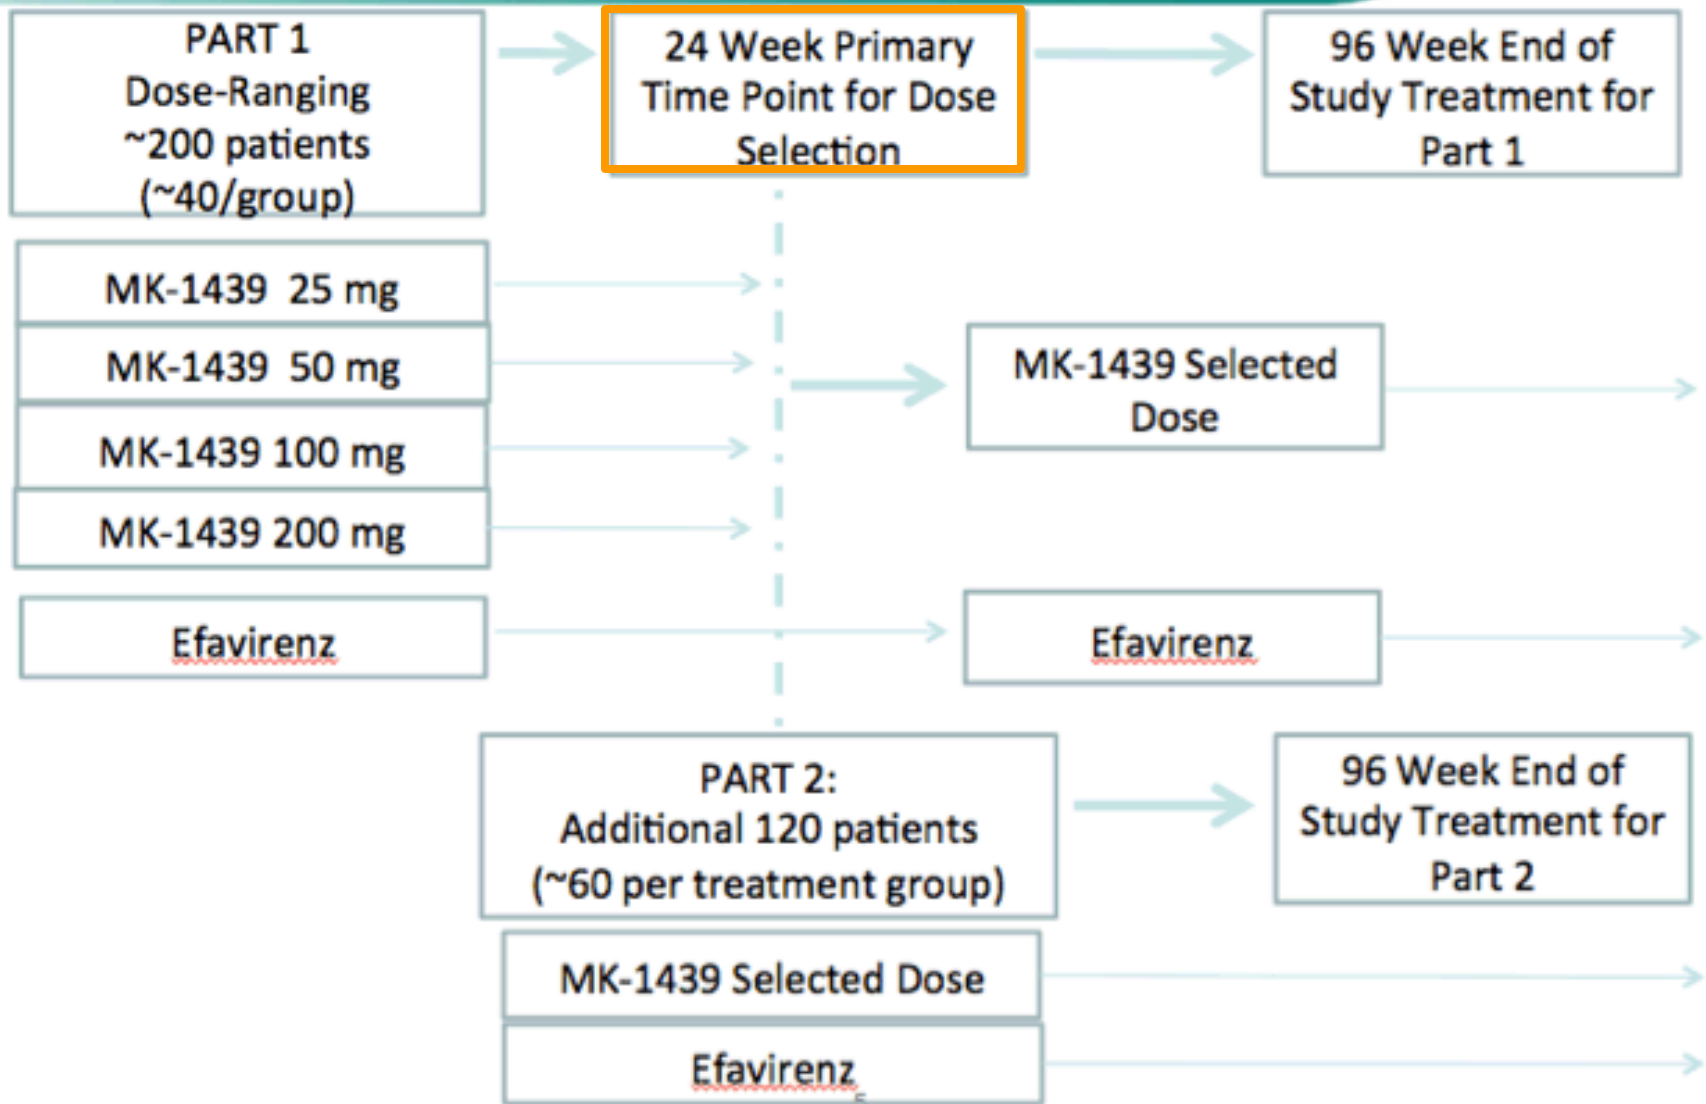 PART 1
Dose-Ranging
~200 patients
(~40/group)
24 Week Primary
Time Point for Dose
Selection
96 Week End of
Study Treatment for
Part 1
MK-1439 25 mg
MK-1439 50 mg
MK-1439 100 mg
MK-1439 200 mg
MK-1439 Selected
Dose
Efavirenz
Efavirenz
PART 2:
Additional 120 patients
(~60 per treatment group)
96 Week End of
Study Treatment for
Part 2
MK-1439 Selected Dose
Efavirenz